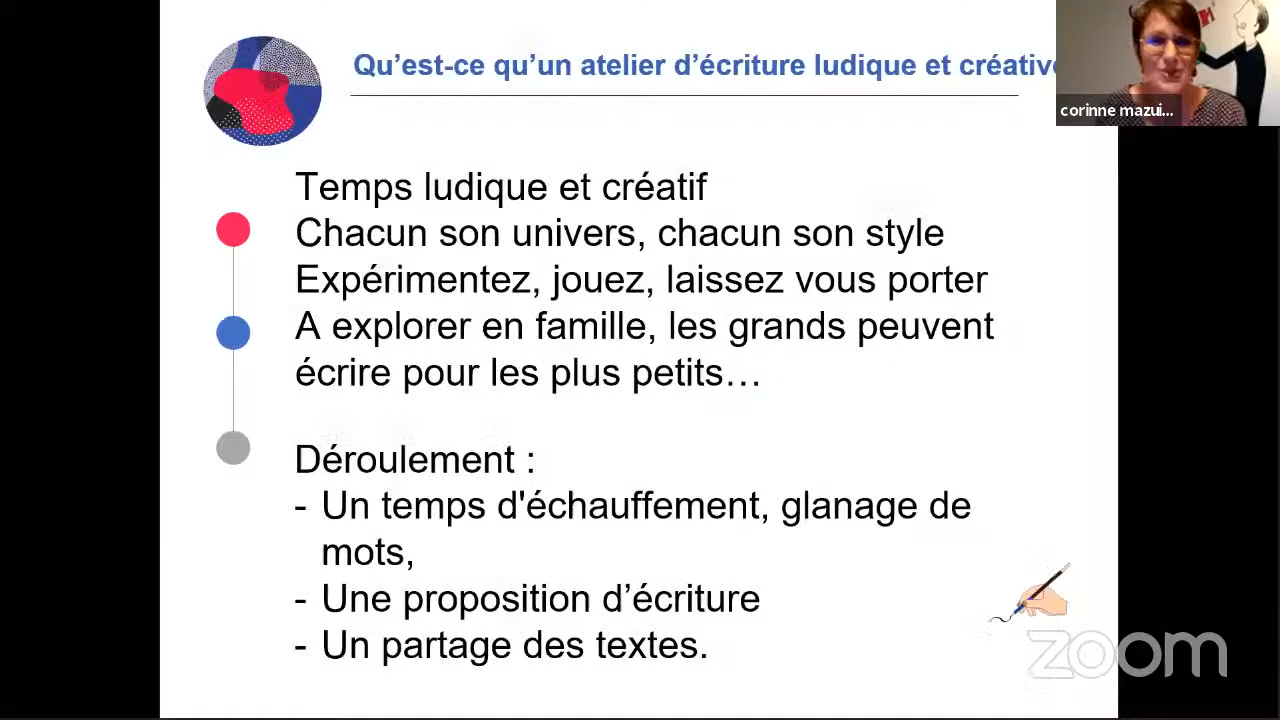 Qu’est-ce qu’un atelier d’écriture ludique et créative
corinne mazui...
Temps ludique et créatif
Chacun son univers, chacun son style
Expérimentez, jouez, laissez vous porter
A explorer en famille, les grands peuvent
écrire pour les plus petits…
Déroulement :
- Un temps d'échauffement, glanage de
mots,
- Une proposition d’écriture
- Un partage des textes.
zoom